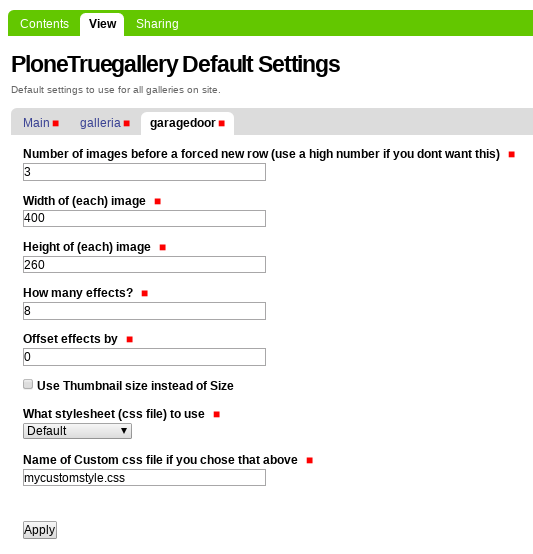 Contents View Sharing
PloneTruegallery Default Settings
Default settings to use for all galleries on site.
Main galleria garagedoor
Number of images before a forced new row (use a high number if you dont want this)
3
Width of (each) image
400
Height of (each) image
260
How many effects?
8
Offset effects by
0
Use Thumbnail size instead of Size
What stylesheet (css file) to use
Default
Name of Custom css file if you chose that above
mycustomstyle.css
Apply